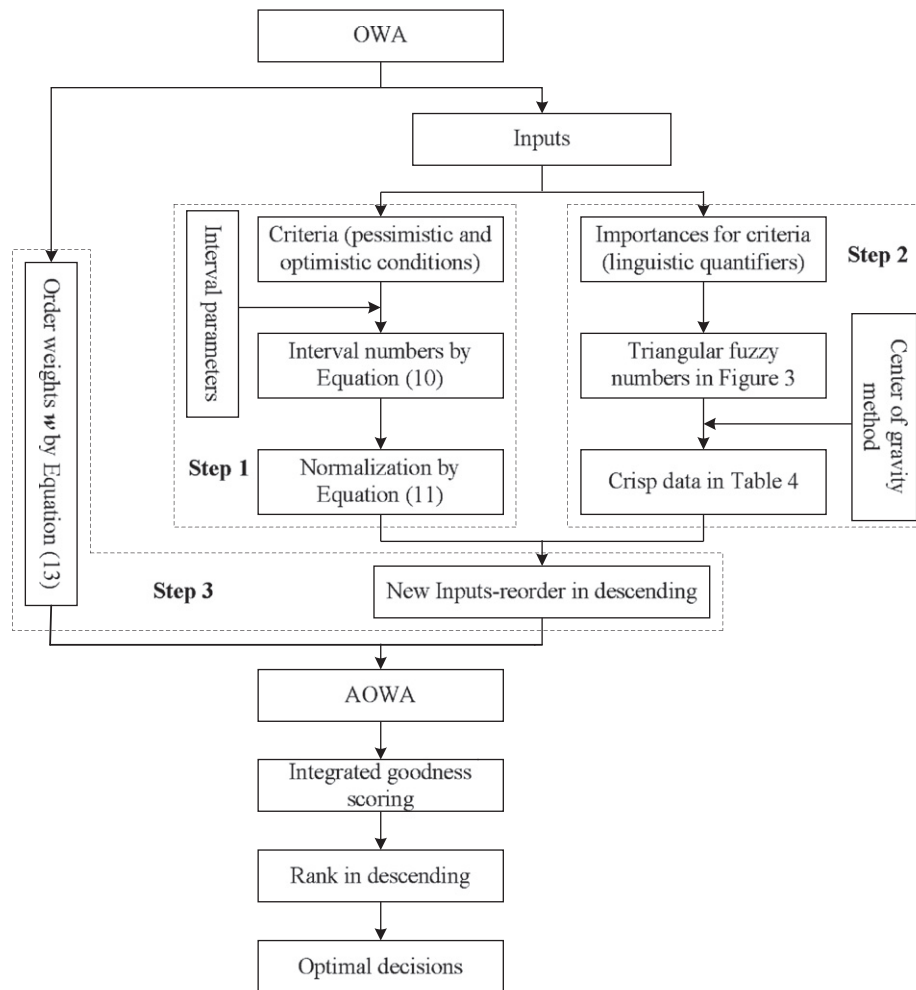 OWA
Inputs
Interval parameters
Criteria (pessimistic and
optimistic conditions)
Importances for criteria
(linguistic quantifiers)
Step 2
Order weights w by Equation (13)
Interval numbers by
Equation (10)
Triangular fuzzy
numbers in Figure 3
Center of gravity
method
Step 1
Normalization by
Equation (11)
Crisp data in Table 4
Step 3
New Inputs-reorder in descending
AOWA
Integrated goodness
scoring
Rank in descending
Optimal decisions